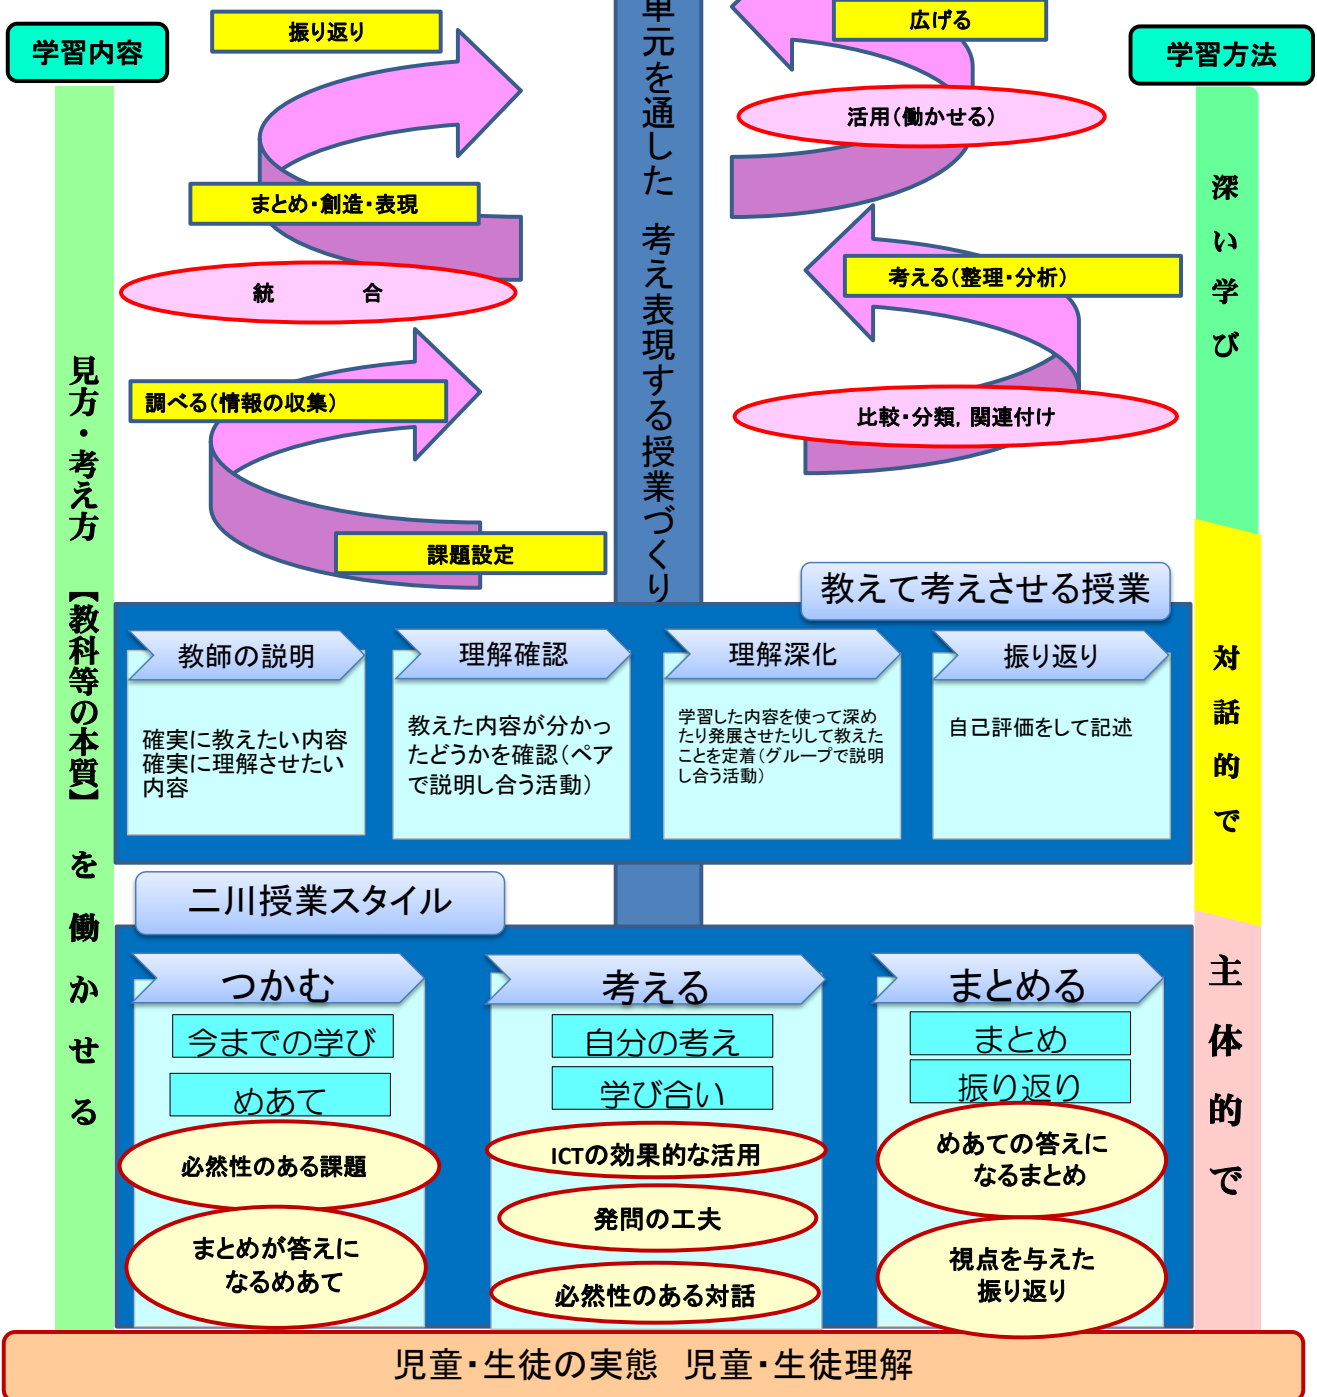 学習内容
振り返り
広げる
学習方法
活用(働かせる)
まとめ・創造・表現
統　　　　合
考える(整理・分析)
調べる(情報の収集)
比較・分類, 関連付け
課題設定
単元を通した　考え表現する授業づくり
見方・考え方　【教科等の本質】　を働かせる
深い学び
対話的で
主体的で
教えて考えさせる授業
教師の説明
確実に教えたい内容
確実に理解させたい
内容
理解確認
教えた内容が分かっ
たどうかを確認(ペア
で説明し合う活動)
理解深化
学習した内容を使って深め
たり発展させたりして教えた
ことを定着(グループで説明
し合う活動)
振り返り
自己評価をして記述
二川授業スタイル
つかむ
今までの学び
めあて
必然性のある課題
まとめが答えに
なるめあて
考える
自分の考え
学び合い
ICTの効果的な活用
発問の工夫
必然性のある対話
まとめる
まとめ
振り返り
めあての答えに
なるまとめ
視点を与えた
振り返り
児童・生徒の実態　児童・生徒理解